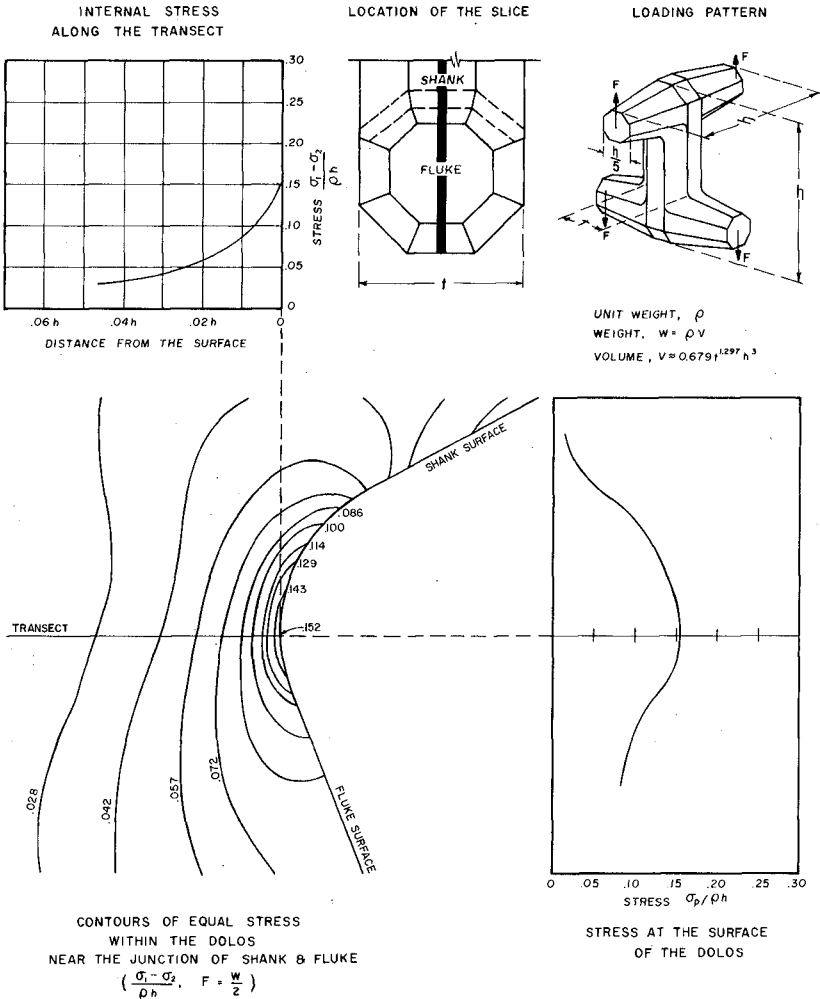 INTERNAL STRESS
ALONG THE TRANSECT
.30
.25
.20
.15
.10
.05
0
STRESS (σ₁ - σ₂)/ρh
.06h .04h .02h 0
DISTANCE FROM THE SURFACE
LOCATION OF THE SLICE
SHANK
FLUKE
t
LOADING PATTERN
F
F
h
h/5
h
F
F
UNIT WEIGHT, ρ
WEIGHT, W = ρV
VOLUME, V≈0.679 t^1.297 h^3
SHANK SURFACE
.086
.100
.114
.129
.143
.152
TRANSECT
.028
.042
.057
.072
FLUKE SURFACE
CONTOURS OF EQUAL STRESS
WITHIN THE DOLOS
NEAR THE JUNCTION OF SHANK & FLUKE
((σ₁ - σ₂)/ρh, F = W/2)
0 .05 .10 .15 .20 .25 .30
STRESS σp/ρh
STRESS AT THE SURFACE
OF THE DOLOS